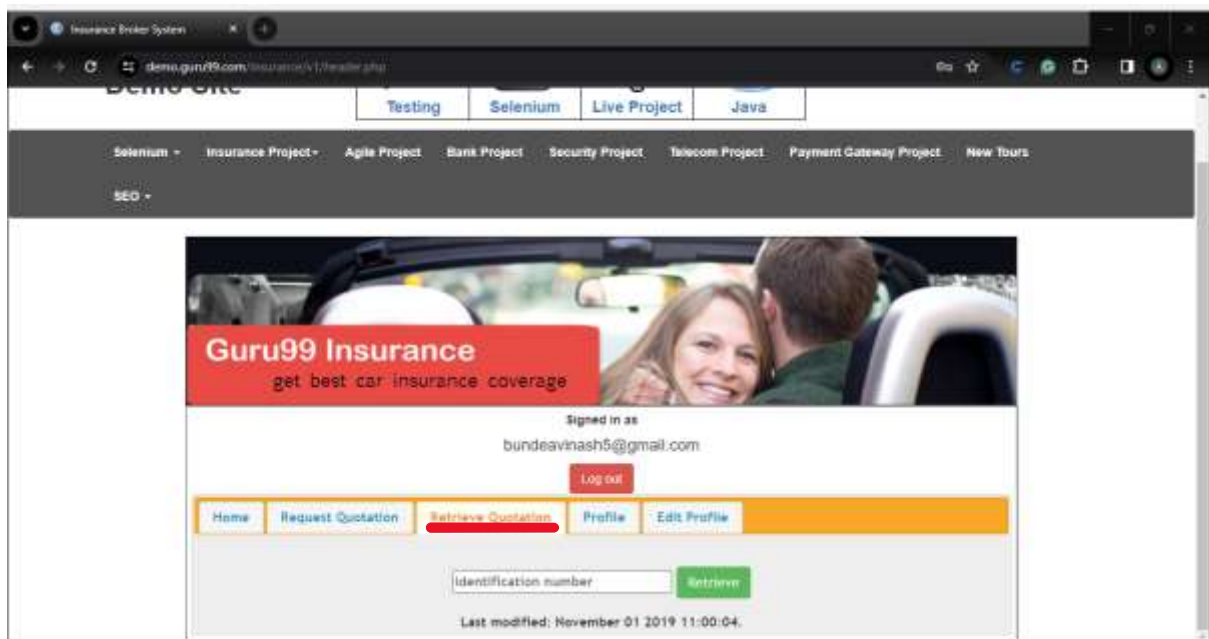 Insurance Broker System
demo.guru99.com/insurance/v1/header.php
Demo Site
Testing Selenium Live Project Java
Selenium Insurance Project Agile Project Bank Project Security Project Telecom Project Payment Gateway Project New Tours
SEO
Guru99 Insurance
get best car insurance coverage
Signed in as
bundeavinash5@gmail.com
Log out
Home Request Quotation Retrieve Quotation Profile Edit Profile
identification number Retrieve
Last modified: November 01 2019 11:00:04.